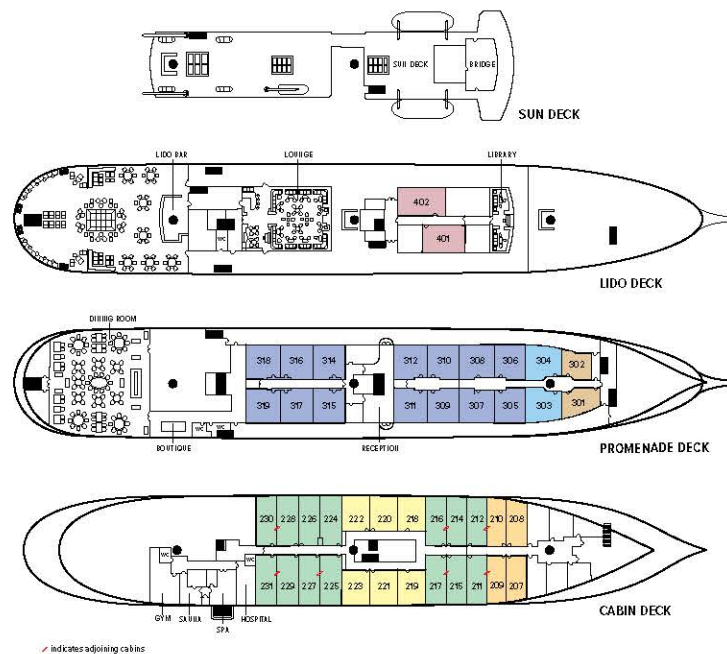 SUN DECK
BRIDGE
SUN DECK
LIDO BAR
LOUNGE
LIBRARY
402
401
WC
LIDO DECK
DINING ROOM
318 316 314 312 310 308 306 304 302
319 317 315 311 309 307 305 303 301
WC
WC
BOUTIQUE
RECEPTION
PROMENADE DECK
230 228 226 224 222 220 218 216 214 212 210 208
WC
WC
231 229 227 225 223 221 219 217 215 211 209 207
GYM
SAUNA
SPA
HOSPITAL
CABIN DECK
indicates adjoining cabins